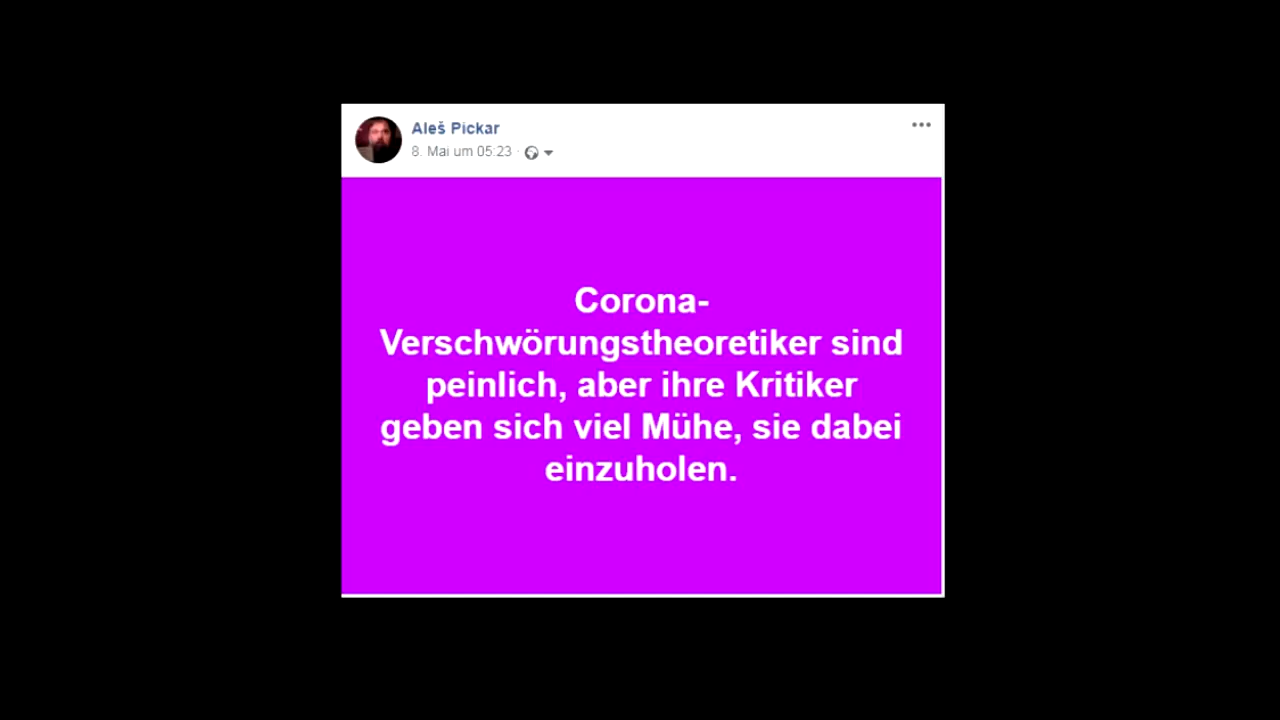 Aleš Pickar
8. Mai um 05:23 ·
Corona-
Verschwörungstheoretiker sind
peinlich, aber ihre Kritiker
geben sich viel Mühe, sie dabei
einzuholen.